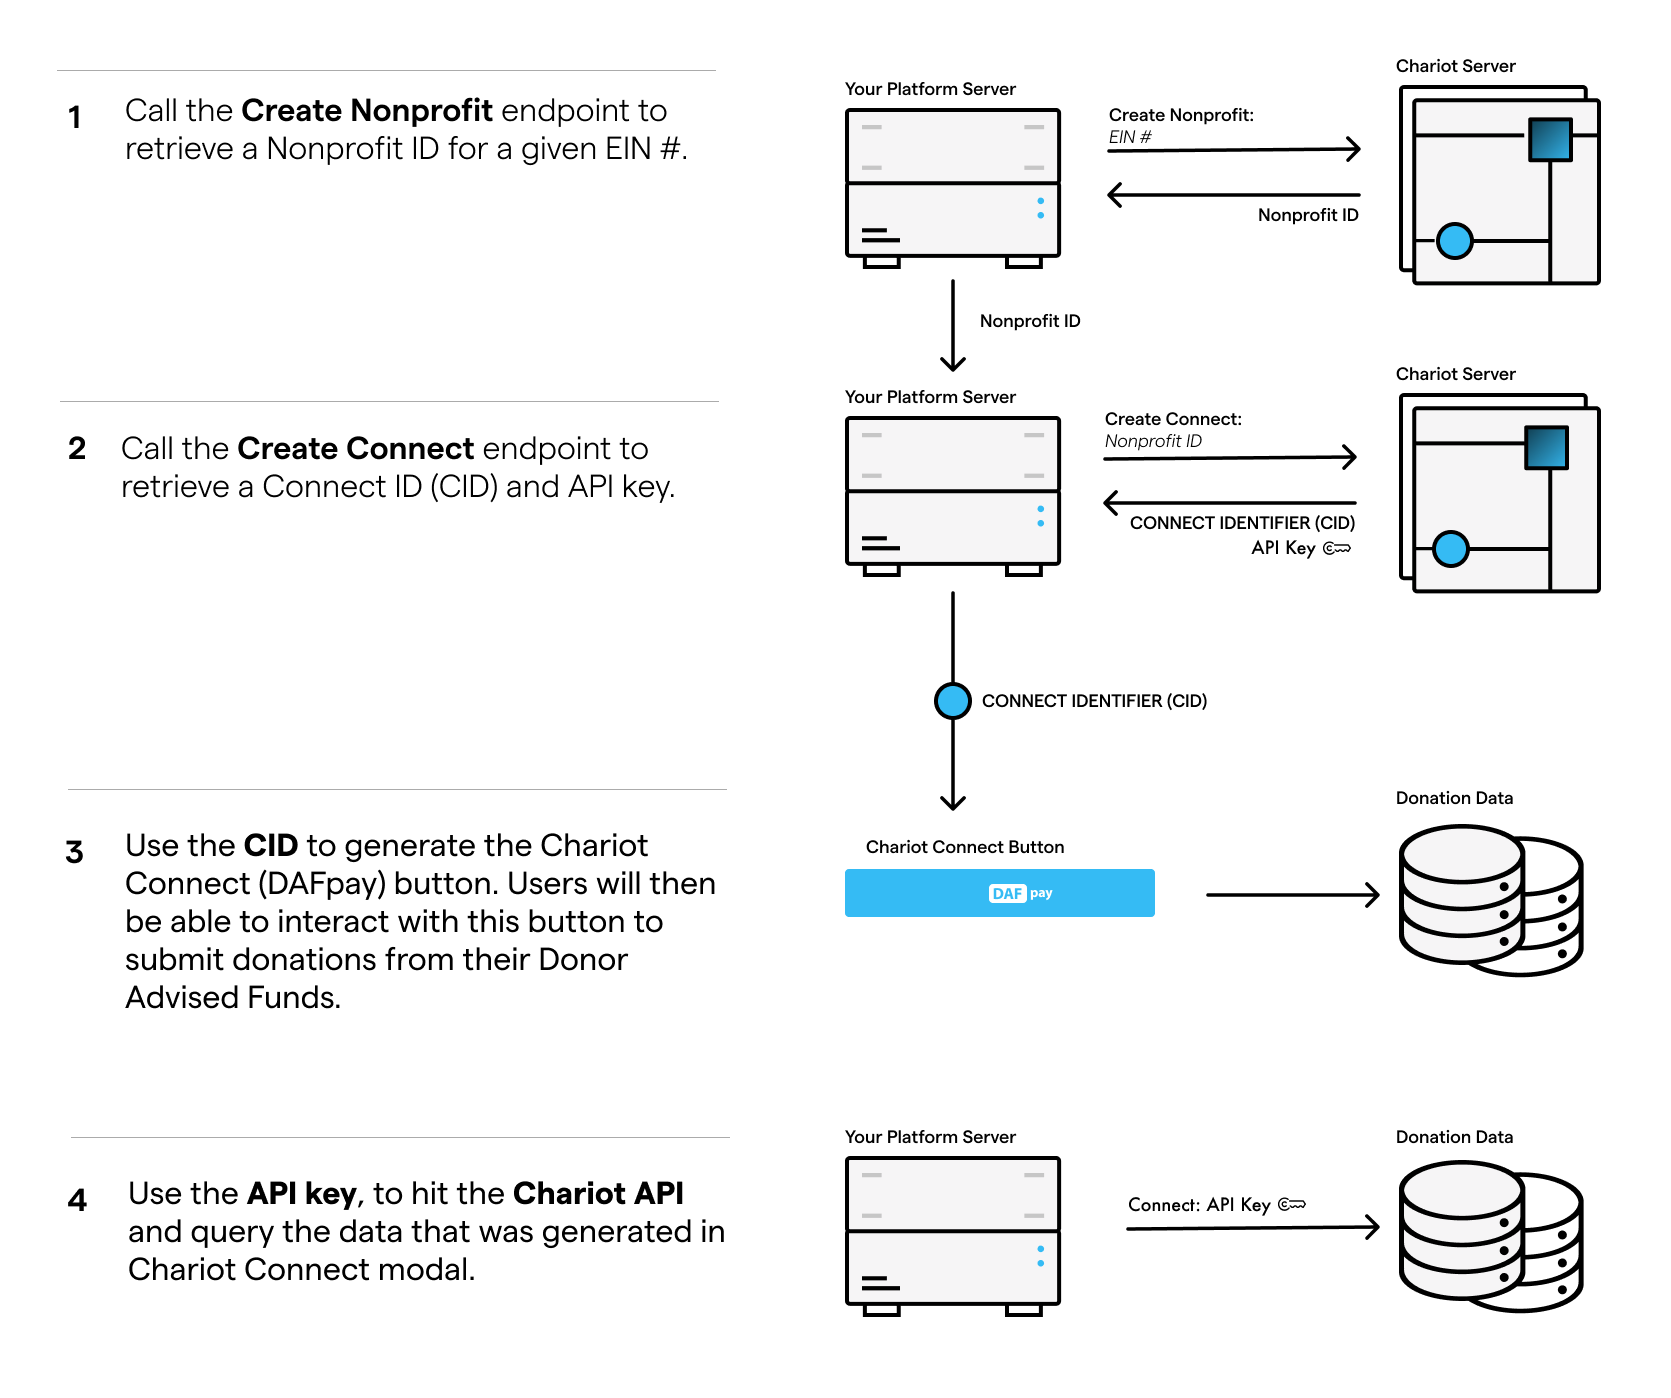 1
Call the Create Nonprofit endpoint to
retrieve a Nonprofit ID for a given EIN #.
Your Platform Server
Create Nonprofit:
EIN #
Nonprofit ID
Chariot Server
Nonprofit ID
2
Call the Create Connect endpoint to
retrieve a Connect ID (CID) and API key.
Your Platform Server
Create Connect:
Nonprofit ID
CONNECT IDENTIFIER (CID)
API Key
Chariot Server
CONNECT IDENTIFIER (CID)
3
Use the CID to generate the Chariot
Connect (DAFpay) button. Users will then
be able to interact with this button to
submit donations from their Donor
Advised Funds.
Chariot Connect Button
DAF pay
Donation Data
4
Use the API key, to hit the Chariot API
and query the data that was generated in
Chariot Connect modal.
Your Platform Server
Connect: API Key
Donation Data